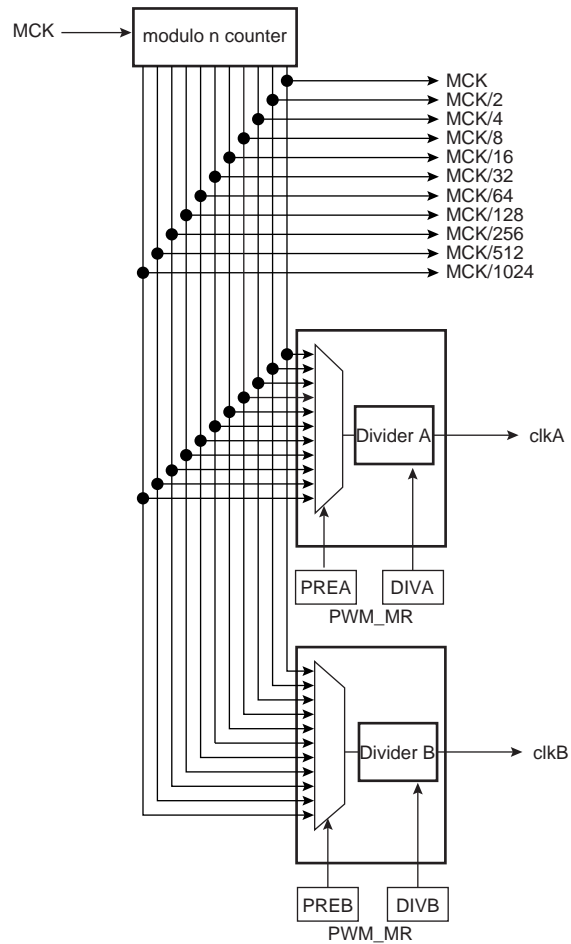 MCK
modulo n counter
MCK
MCK/2
MCK/4
MCK/8
MCK/16
MCK/32
MCK/64
MCK/128
MCK/256
MCK/512
MCK/1024
Divider A
clkA
PREA
DIVA
PWM_MR
Divider B
clkB
PREB
DIVB
PWM_MR